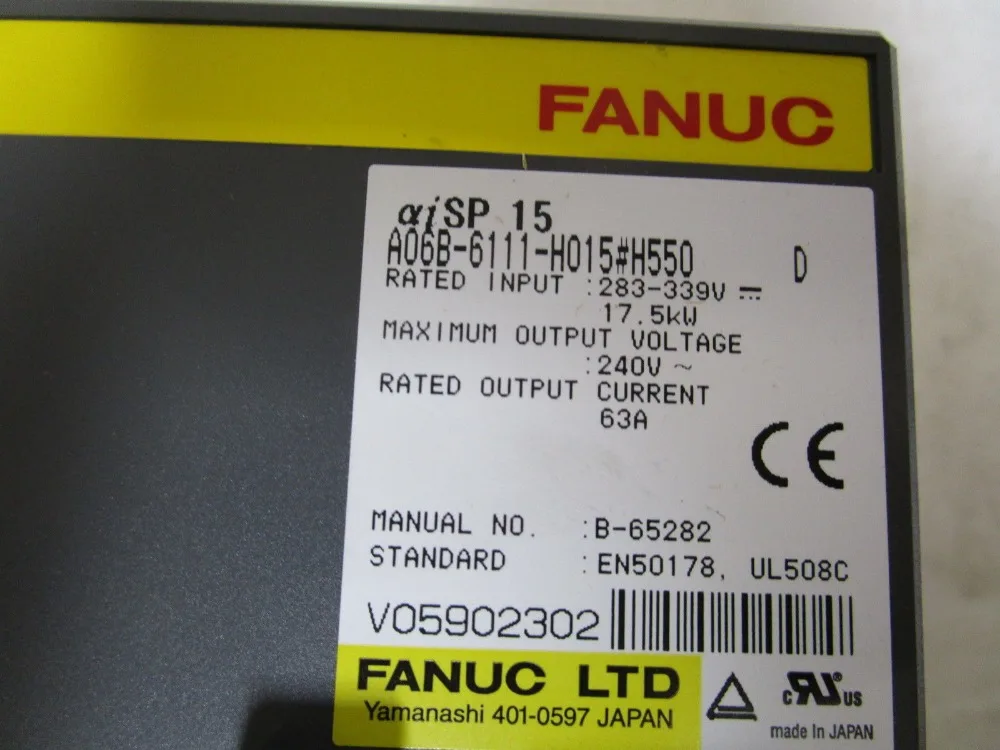 FANUC
αiSP 15
A06B-6111-H015#H550 D
RATED INPUT :283-339V ⎓
17.5kW
MAXIMUM OUTPUT VOLTAGE
:240V ~
RATED OUTPUT CURRENT
63A
CE
MANUAL NO. :B-65282
STANDARD :EN50178, UL508C
V05902302
FANUC LTD
Yamanashi 401-0597 JAPAN
c RU® US
made in JAPAN